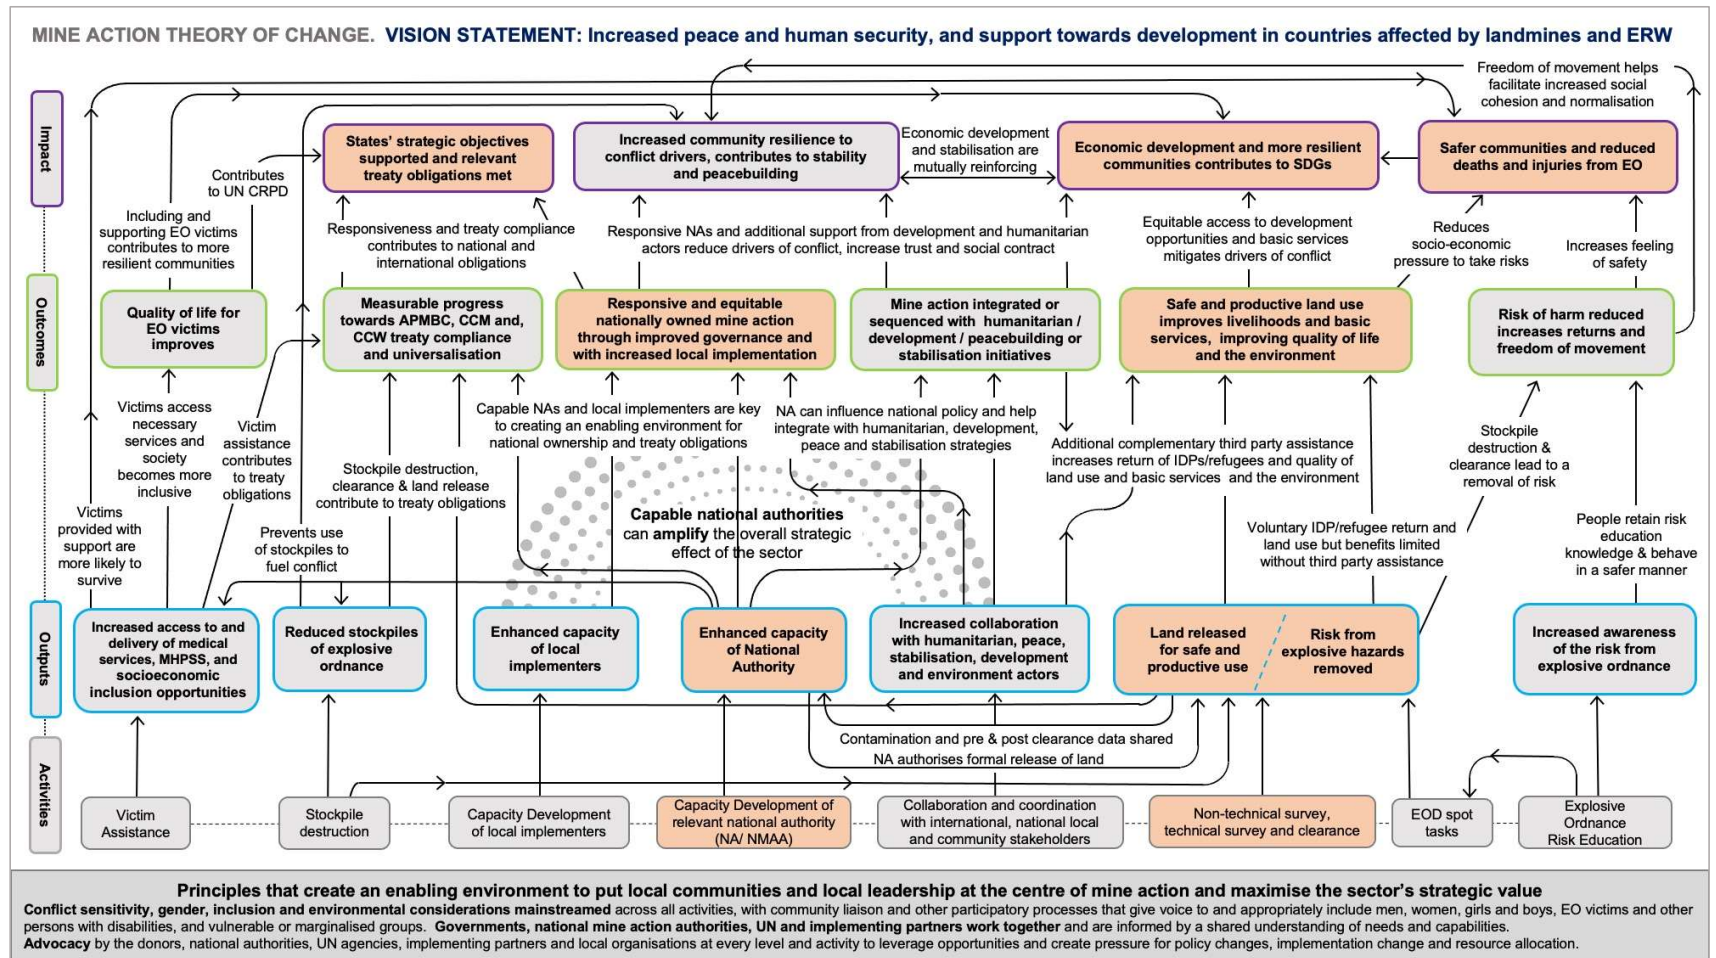 MINE ACTION THEORY OF CHANGE. VISION STATEMENT: Increased peace and human security, and support towards development in countries affected by landmines and ERW
Freedom of movement helps
facilitate increased social
cohesion and normalisation
Impact
States' strategic objectives
supported and relevant
treaty obligations met
Increased community resilience to
conflict drivers, contributes to stability
and peacebuilding
Economic development
and stabilisation are
mutually reinforcing
Economic development and more resilient
communities contributes to SDGs
Safer communities and reduced
deaths and injuries from EO
Contributes
to UN CRPD
Including and
supporting EO victims
contributes to more
resilient communities
Responsiveness and treaty compliance
contributes to national and
international obligations
Responsive NAs and additional support from development and humanitarian
actors reduce drivers of conflict, increase trust and social contract
Equitable access to development
opportunities and basic services
mitigates drivers of conflict
Reduces
socio-economic
pressure to take risks
Increases feeling
of safety
Outcomes
Quality of life for
EO victims
improves
Measurable progress
towards APMBC, CCM and,
CCW treaty compliance
and universalisation
Responsive and equitable
nationally owned mine action
through improved governance and
with increased local implementation
Mine action integrated or
sequenced with humanitarian /
development / peacebuilding or
stabilisation initiatives
Safe and productive land use
improves livelihoods and basic
services, improving quality of life
and the environment
Risk of harm reduced
increases returns and
freedom of movement
Victims access
necessary
services and
society
becomes more
inclusive
Victim
assistance
contributes
to treaty
obligations
Capable NAs and local implementers are key
to creating an enabling environment for
national ownership and treaty obligations
NA can influence national policy and help
integrate with humanitarian, development,
peace and stabilisation strategies
Additional complementary third party assistance
increases return of IDPs/refugees and quality of
land use and basic services and the environment
Stockpile
destruction &
clearance lead to a
removal of risk
Stockpile destruction,
clearance & land release
contribute to treaty obligations
Victims
provided with
support are
more likely to
survive
Prevents use
of stockpiles to
fuel conflict
Capable national authorities
can amplify the overall strategic
effect of the sector
Voluntary IDP/refugee return and
land use but benefits limited
without third party assistance
People retain risk
education
knowledge & behave
in a safer manner
Outputs
Increased access to and
delivery of medical
services, MHPSS, and
socioeconomic
inclusion opportunities
Reduced stockpiles
of explosive
ordnance
Enhanced capacity
of local
implementers
Enhanced capacity
of National
Authority
Increased collaboration
with humanitarian, peace,
stabilisation, development
and environment actors
Land released
for safe and
productive use
Risk from
explosive hazards
removed
Increased awareness
of the risk from
explosive ordnance
Contamination and pre & post clearance data shared
NA authorises formal release of land
Activities
Victim
Assistance
Stockpile
destruction
Capacity Development
of local implementers
Capacity Development of
relevant national authority
(NA/ NMAA)
Collaboration and coordination
with international, national local
and community stakeholders
Non-technical survey,
technical survey and clearance
EOD spot
tasks
Explosive
Ordnance
Risk Education
Principles that create an enabling environment to put local communities and local leadership at the centre of mine action and maximise the sector's strategic value
Conflict sensitivity, gender, inclusion and environmental considerations mainstreamed across all activities, with community liaison and other participatory processes that give voice to and appropriately include men, women, girls and boys, EO victims and other
persons with disabilities, and vulnerable or marginalised groups. Governments, national mine action authorities, UN and implementing partners work together and are informed by a shared understanding of needs and capabilities.
Advocacy by the donors, national authorities, UN agencies, implementing partners and local organisations at every level and activity to leverage opportunities and create pressure for policy changes, implementation change and resource allocation.